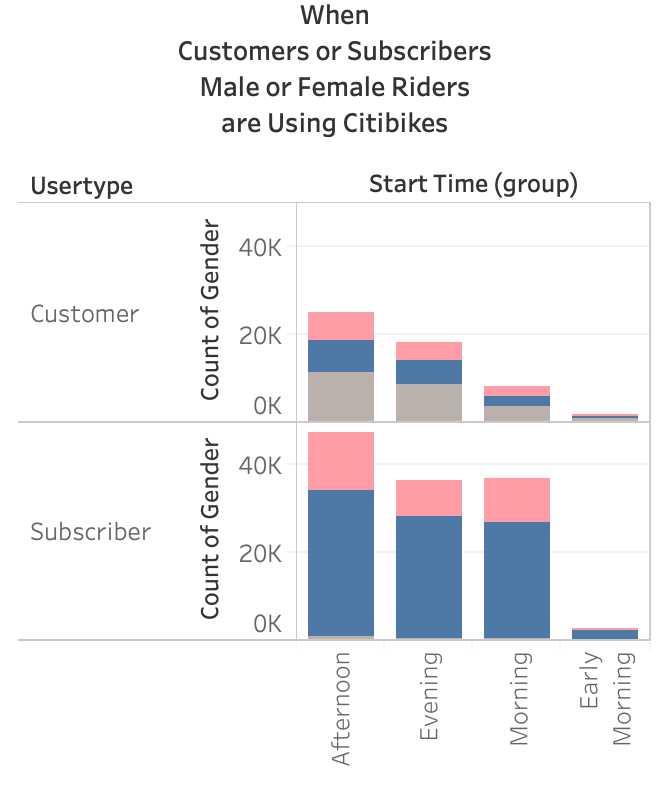 When
Customers or Subscribers
Male or Female Riders
are Using Citibikes
Usertype
Start Time (group)
Customer
Count of Gender
40K
20K
0K
Subscriber
Count of Gender
40K
20K
0K
Afternoon
Evening
Morning
Early
Morning